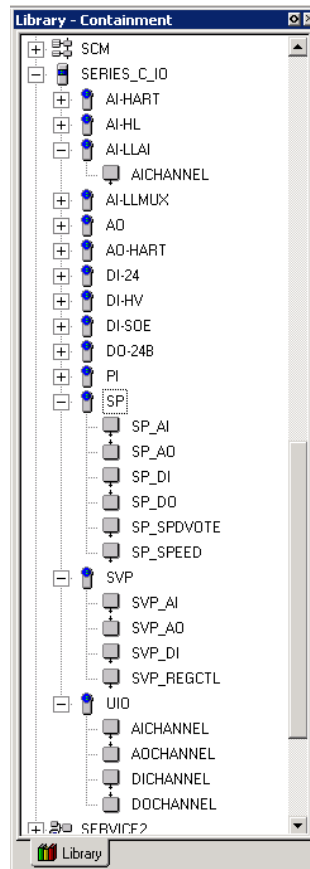 Library - Containment
SCM
SERIES_C_IO
AI-HART
AI-HL
AI-LLAI
AICHANNEL
AI-LLMUX
AO
AO-HART
DI-24
DI-HV
DI-SOE
DO-24B
PI
SP
SP_AI
SP_AO
SP_DI
SP_DO
SP_SPDVOTE
SP_SPEED
SVP
SVP_AI
SVP_AO
SVP_DI
SVP_REGCTL
UIO
AICHANNEL
AOCHANNEL
DICHANNEL
DOCHANNEL
SERVICE2
Library